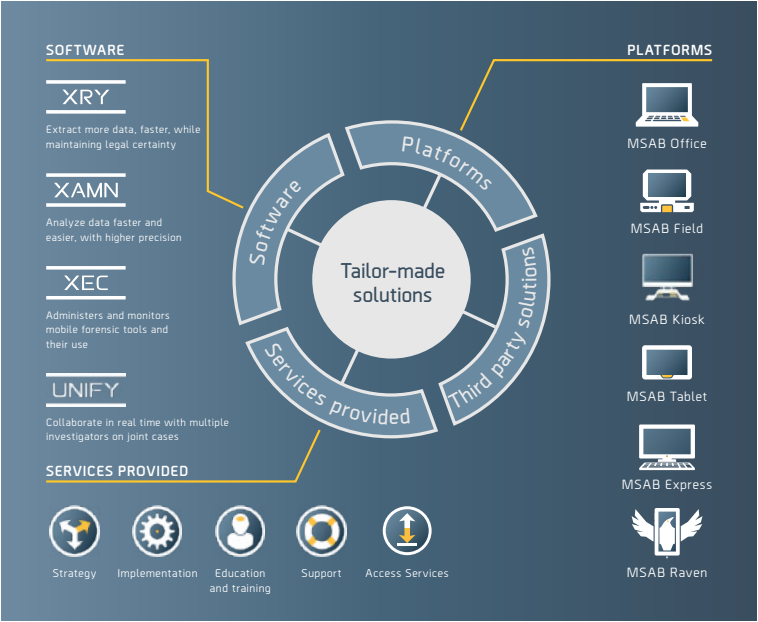 SOFTWARE
XRY
Extract more data, faster, while
maintaining legal certainty
XAMN
Analyze data faster and
easier, with higher precision
XEC
Administers and monitors
mobile forensic tools and
their use
UNIFY
Collaborate in real time with multiple
investigators on joint cases
Software
Platforms
Third party solutions
Services provided
Tailor-made
solutions
PLATFORMS
MSAB Office
MSAB Field
MSAB Kiosk
MSAB Tablet
MSAB Express
MSAB Raven
SERVICES PROVIDED
Strategy
Implementation
Education
and training
Support
Access Services